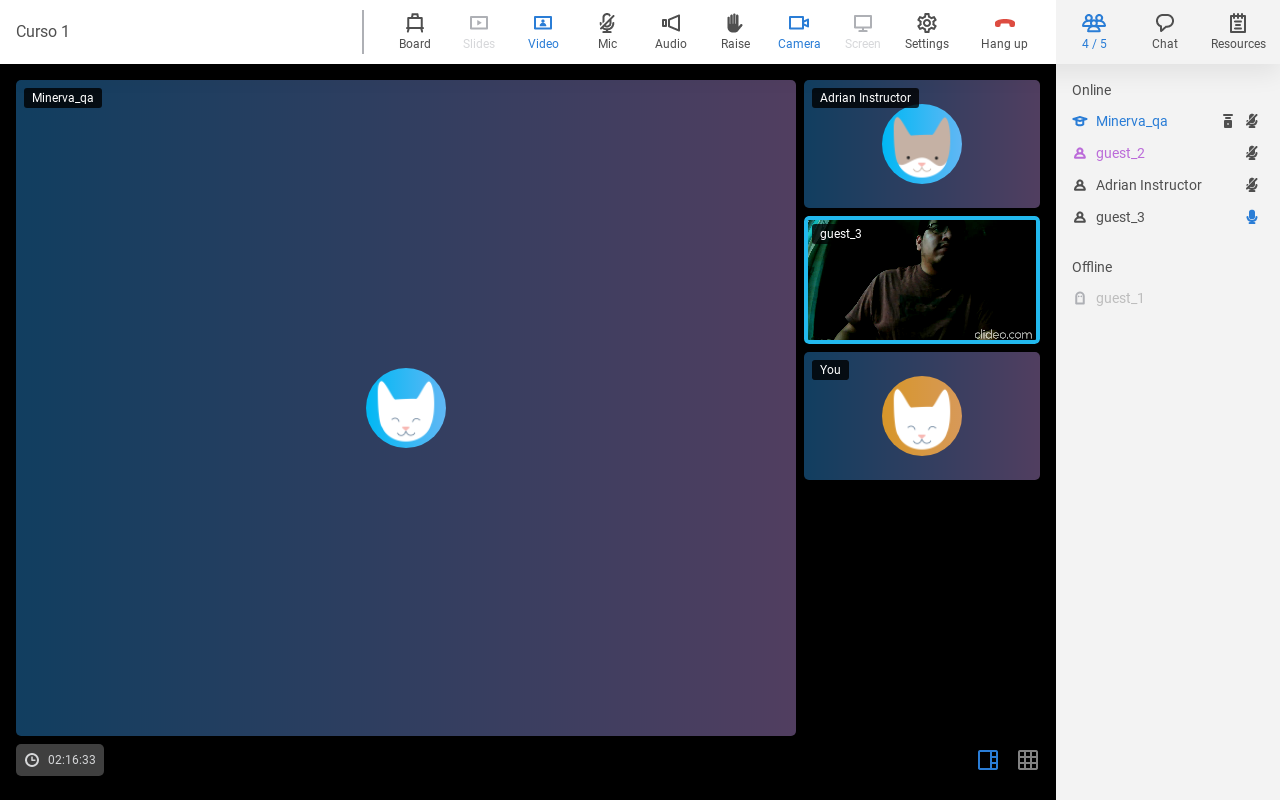 Curso 1
Board
Slides
Video
Mic
Audio
Raise
Camera
Screen
Settings
Hang up
4 / 5
Chat
Resources
Minerva_qa
Adrian Instructor
guest_3
clideo.com
You
Online
Minerva_qa
guest_2
Adrian Instructor
guest_3
Offline
guest_1
02:16:33